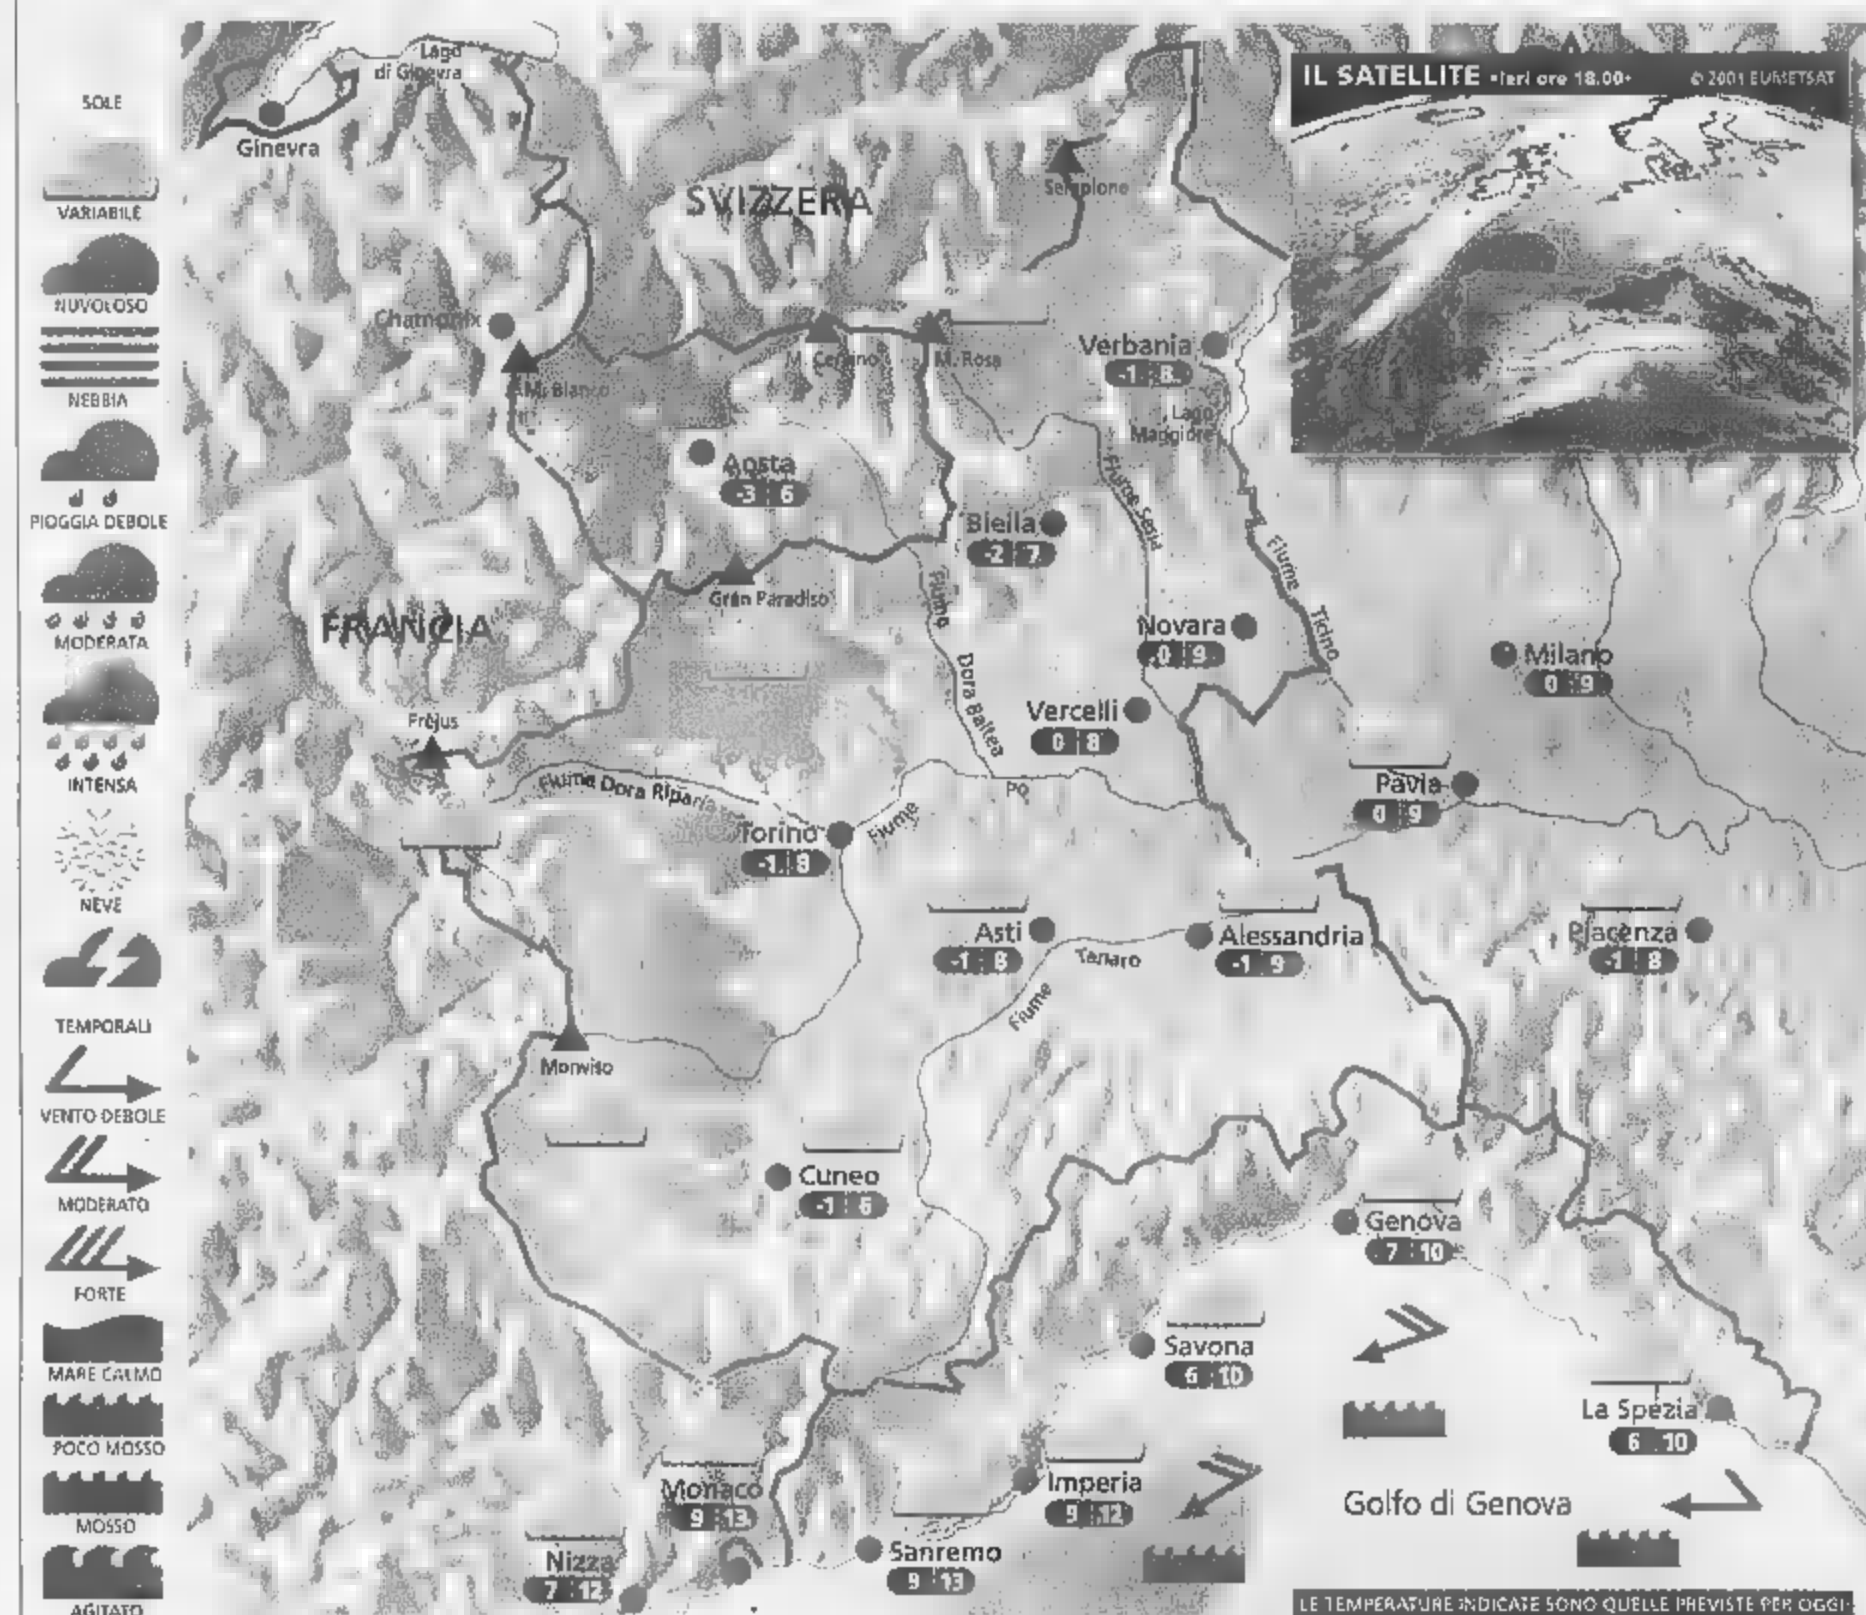 SOLE
VARIABILE
NUVOLOSO
NEBBIA
PIOGGIA DEBOLE
MODERATA
INTENSA
NEVE
TEMPORALI
VENTO DEBOLE
MODERATO
FORTE
MARE CALMO
POCO MOSSO
MOSSO
AGITATO
Lago
di Ginevra
Ginevra
SVIZZERA
Sempione
IL SATELLITE •Ieri ore 18.00• © 2001 EUMETSAT
Chamonix
M. Bianco
M. Cervino
M. Rosa
Verbania
-1 8
Lago
Maggiore
Aosta
-3 6
Biella
-2 7
Fiume Sesia
Fiume Ticino
Gran Paradiso
FRANCIA
Novara
0 9
Milano
0 9
Fiume Dora Baltea
Vercelli
0 8
Fréjus
Fiume Dora Riparia
Fiume Po
Pavia
0 9
Torino
-1 8
Asti
-1 8
Fiume Tanaro
Alessandria
-1 9
Piacenza
-1 8
Monviso
Cuneo
-1 6
Genova
7 10
Savona
6 10
La Spezia
6 10
Monaco
9 13
Imperia
9 12
Golfo di Genova
Nizza
7 12
Sanremo
9 13
LE TEMPERATURE INDICATE SONO QUELLE PREVISTE PER OGGI